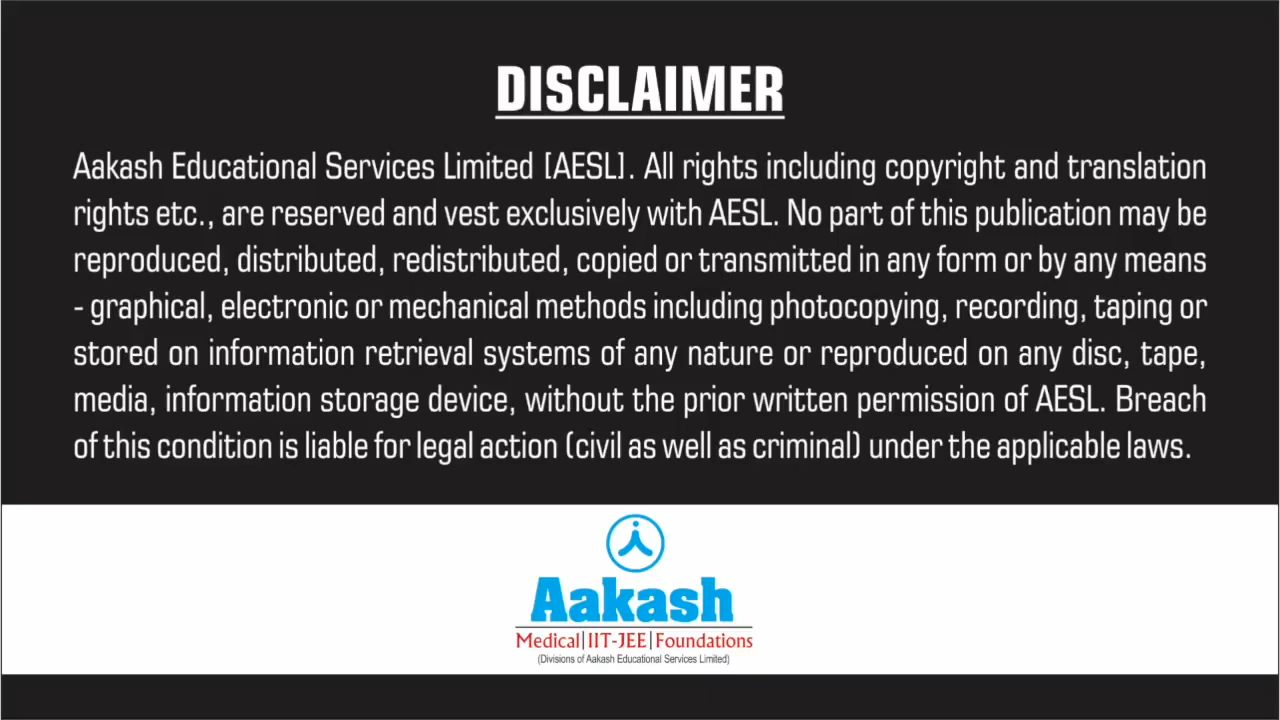 DISCLAIMER
Aakash Educational Services Limited [AESL]. All rights including copyright and translation
rights etc., are reserved and vest exclusively with AESL. No part of this publication may be
reproduced, distributed, redistributed, copied or transmitted in any form or by any means
- graphical, electronic or mechanical methods including photocopying, recording, taping or
stored on information retrieval systems of any nature or reproduced on any disc, tape,
media, information storage device, without the prior written permission of AESL. Breach
of this condition is liable for legal action (civil as well as criminal) under the applicable laws.
Aakash
Medical|IIT-JEE|Foundations
(Divisions of Aakash Educational Services Limited)